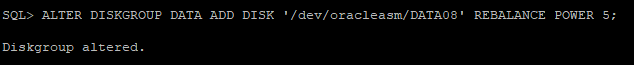 SQL> ALTER DISKGROUP DATA ADD DISK '/dev/oracleasm/DATA08' REBALANCE POWER 5;
Diskgroup altered.